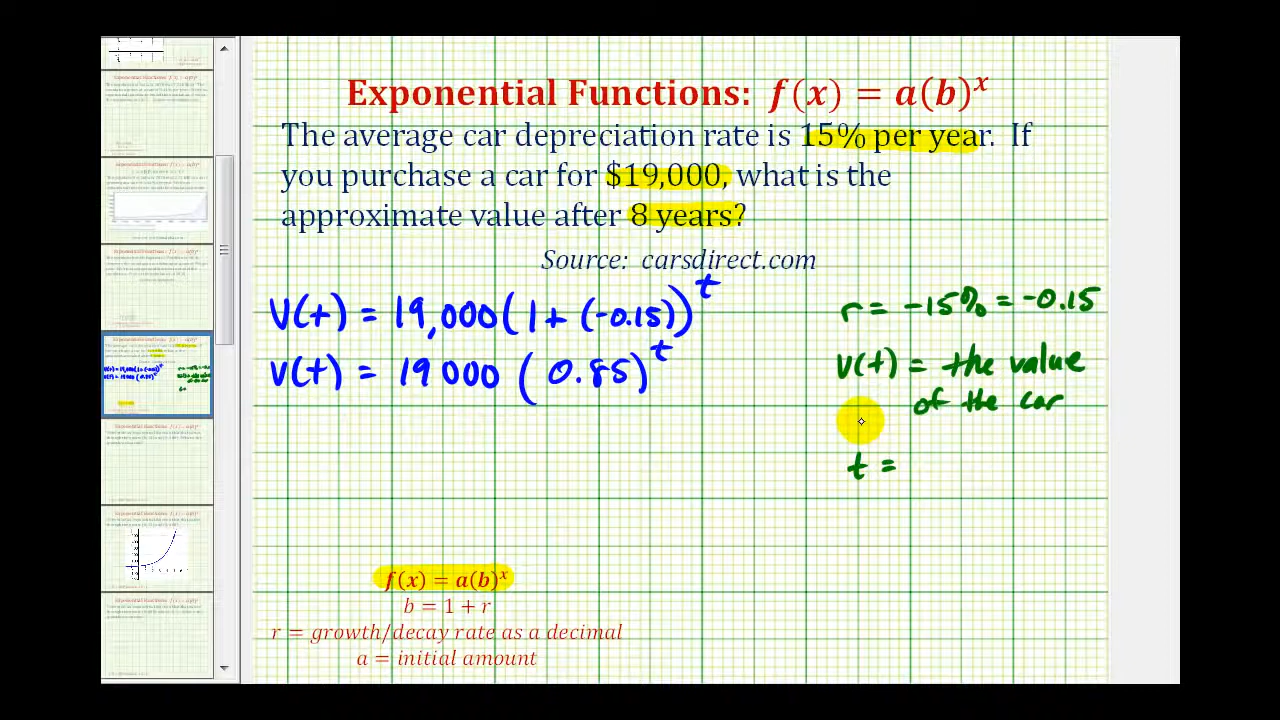 Exponential Functions: f(x) = a(b)^x
The average car depreciation rate is 15% per year. If
you purchase a car for $19,000, what is the
approximate value after 8 years?
Source: carsdirect.com
V(t) = 19,000(1 + (-0.15))^t
V(t) = 19000 (0.85)^t
r = -15% = -0.15
V(t) = the value
of the car
t =
f(x) = a(b)^x
b = 1 + r
r = growth/decay rate as a decimal
a = initial amount